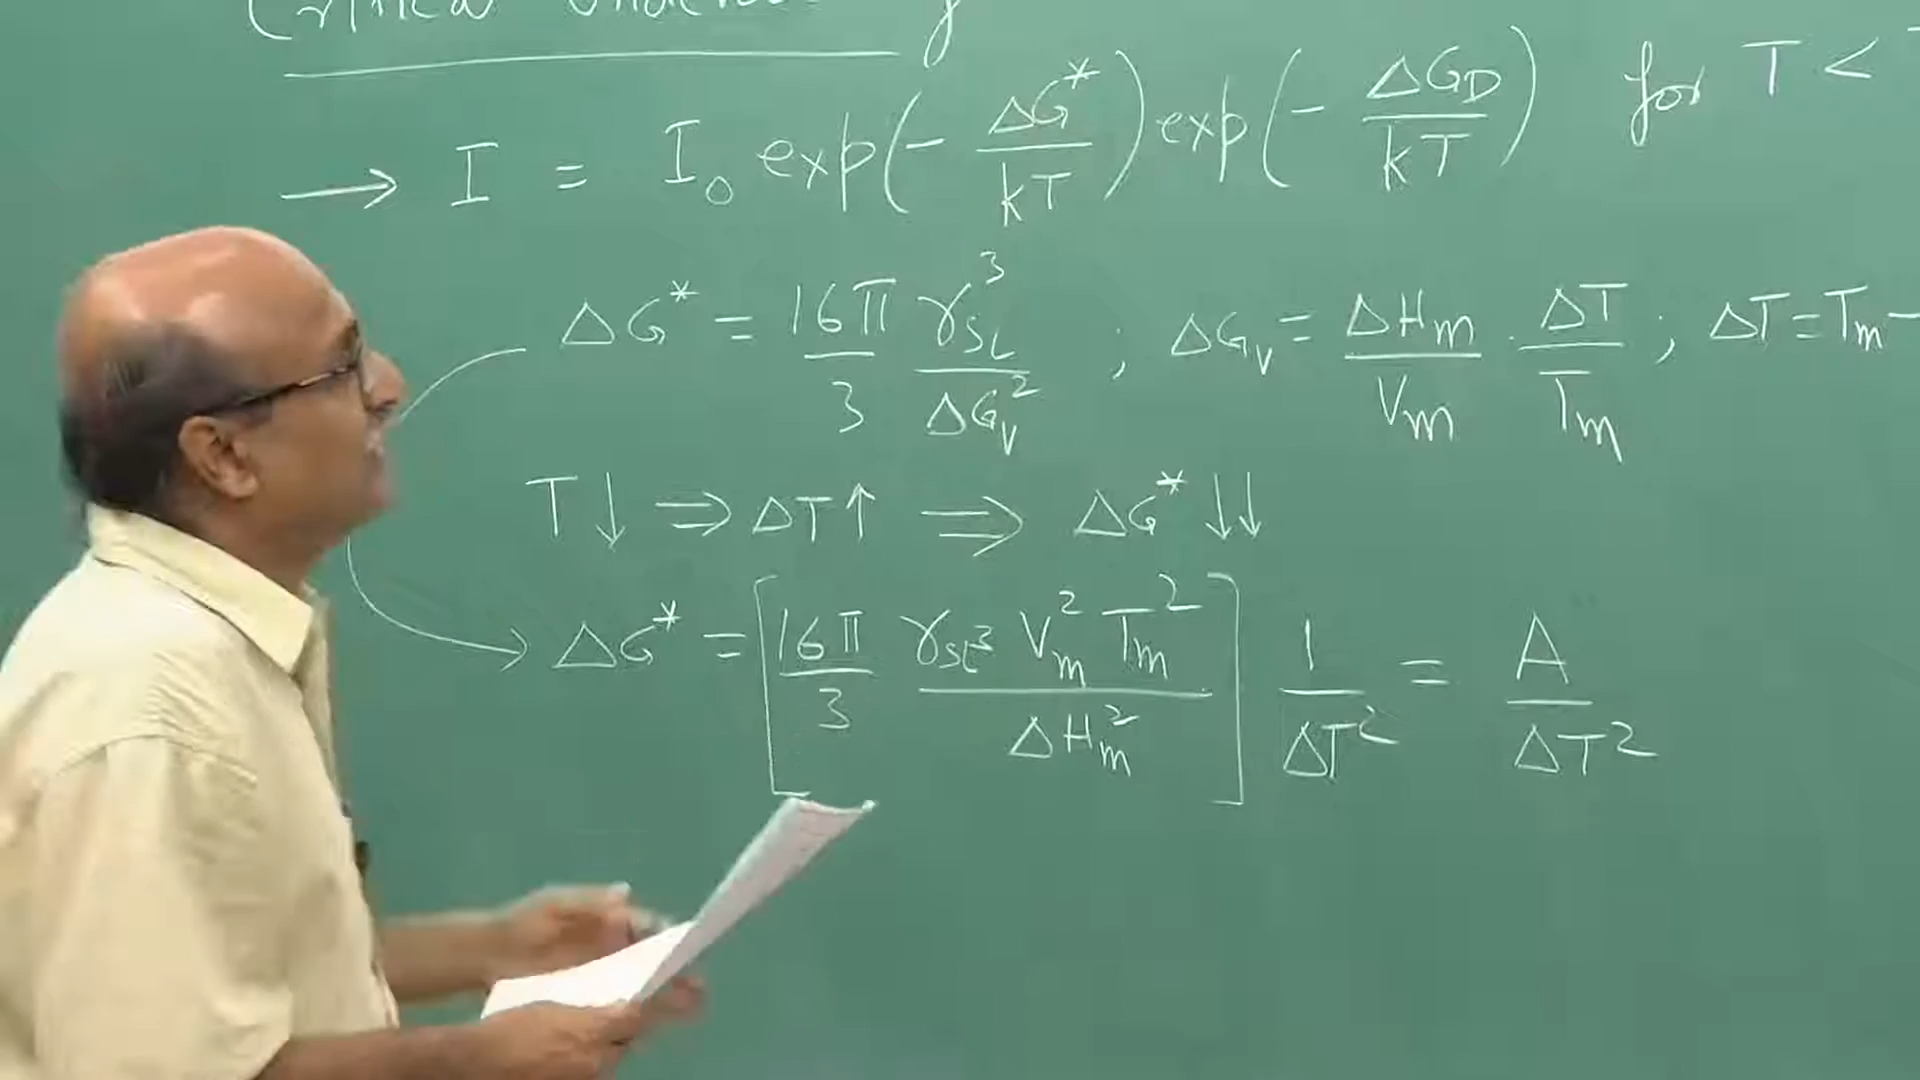 Critical
→ I = I₀ exp(- ΔG*/kT) exp(- ΔG_D/kT) for T <
ΔG* = 16π/3 γ_SL³/ΔG_V² ; ΔG_V = ΔH_m/V_m · ΔT/T_m ; ΔT = T_m -
T↓ ⇒ ΔT↑ ⇒ ΔG*↓↓
→ ΔG* = [16π/3 γ_SL³ V_m² T_m²/ΔH_m²] 1/ΔT² = A/ΔT²